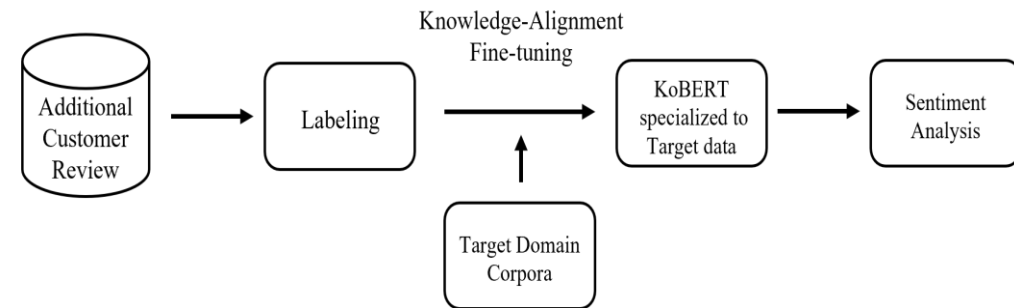 Knowledge-Alignment
Fine-tuning
Additional
Customer
Review
Labeling
KoBERT
specialized to
Target data
Sentiment
Analysis
Target Domain
Corpora